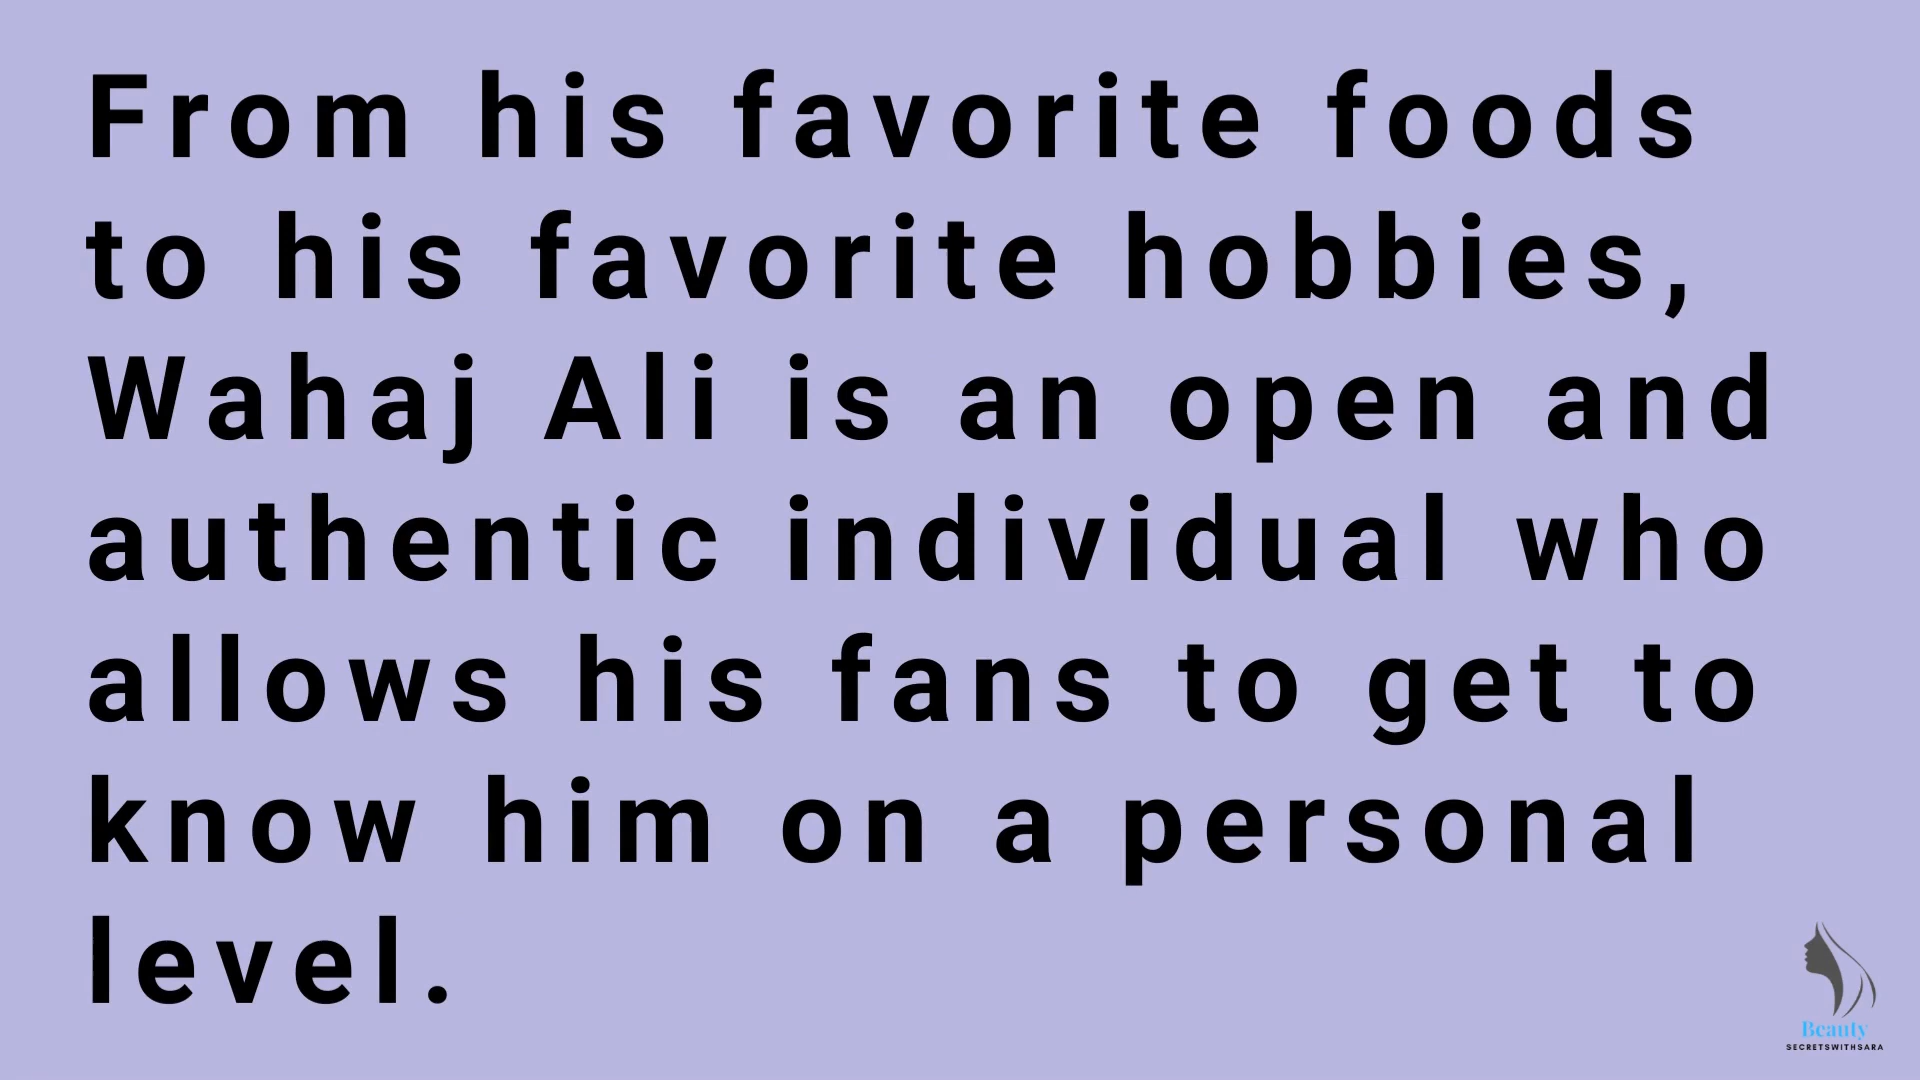 From his favorite foods
to his favorite hobbies,
Wahaj Ali is an open and
authentic individual who
allows his fans to get to
know him on a personal
level.
Beauty
SECRETSWITHSARA